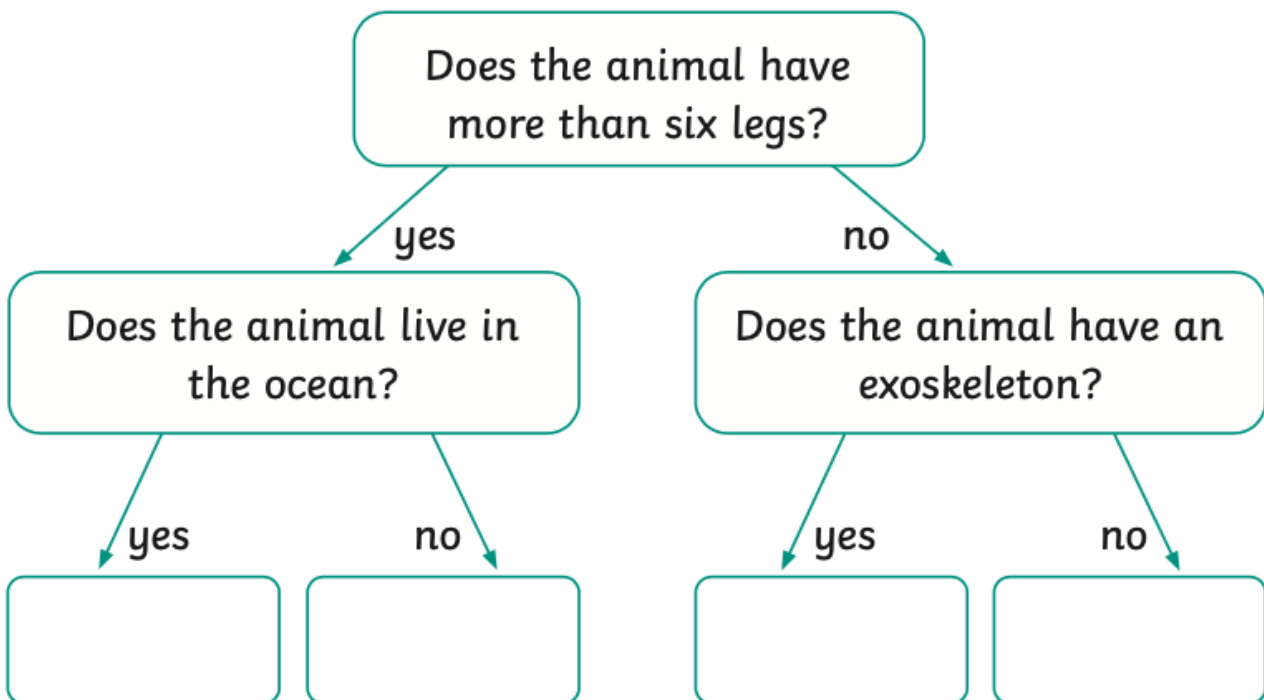 Does the animal have
more than six legs?
yes
no
Does the animal live in
the ocean?
Does the animal have an
exoskeleton?
yes
no
yes
no